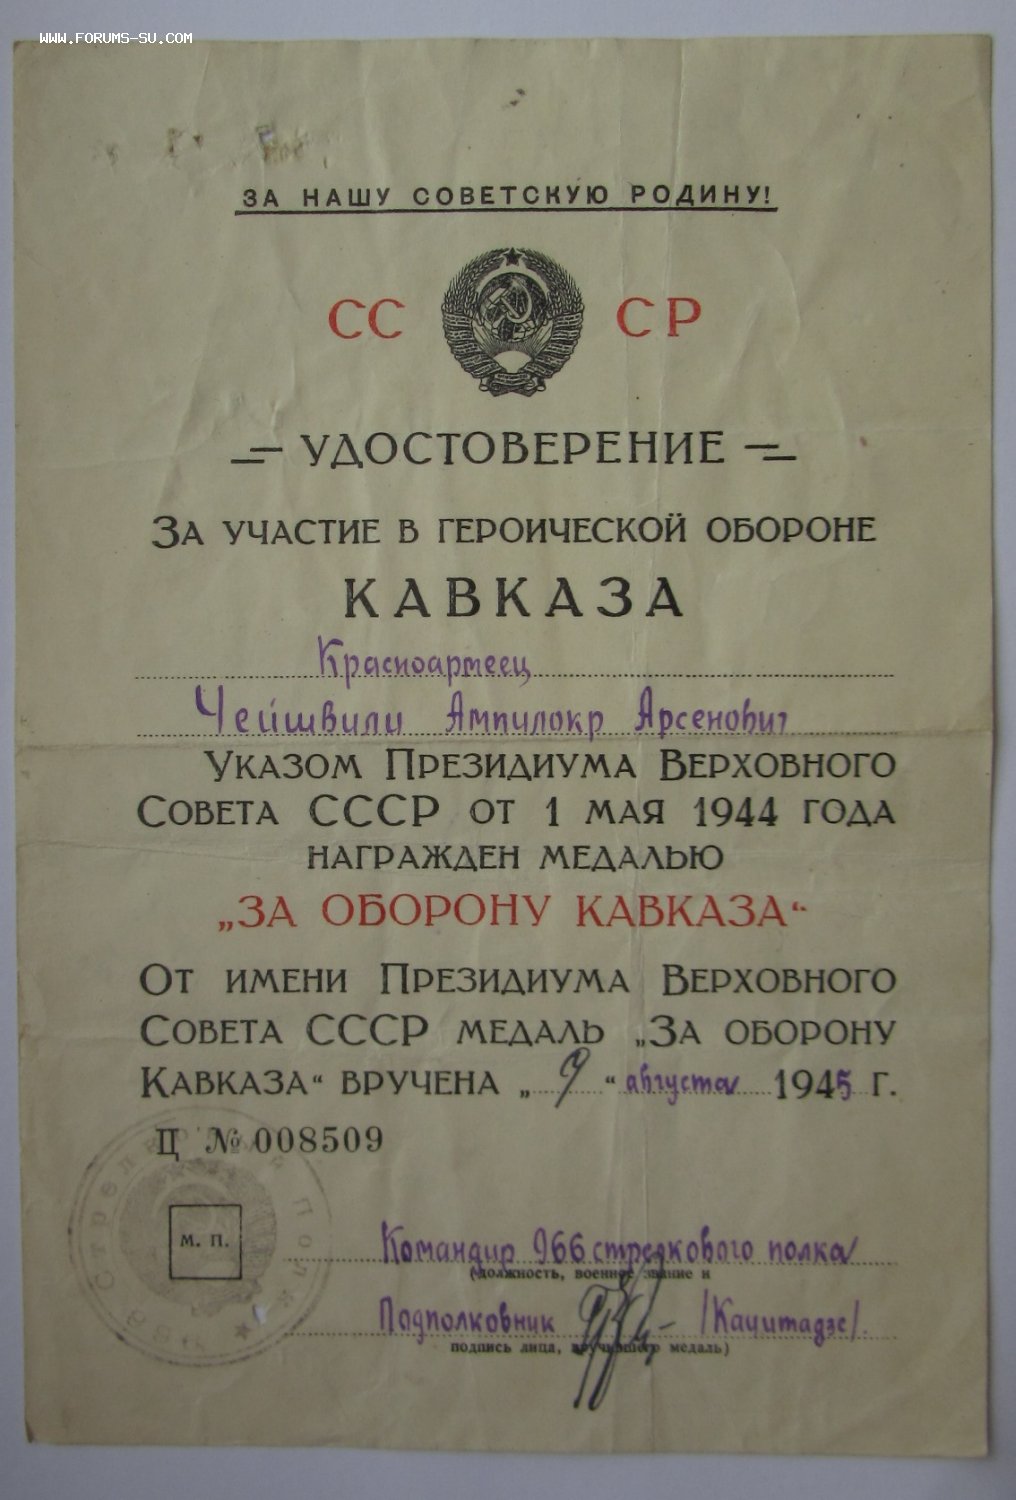 WWW.FORUMS-SU.COM
ЗА НАШУ СОВЕТСКУЮ РОДИНУ!
СС СР
УДОСТОВЕРЕНИЕ
ЗА УЧАСТИЕ В ГЕРОИЧЕСКОЙ ОБОРОНЕ
КАВКАЗА
Красноармеец
Чейшвили Ампилокр Арсенович
УКАЗОМ ПРЕЗИДИУМА ВЕРХОВНОГО
СОВЕТА СССР ОТ 1 МАЯ 1944 ГОДА
НАГРАЖДЕН МЕДАЛЬЮ
„ЗА ОБОРОНУ КАВКАЗА“
ОТ ИМЕНИ ПРЕЗИДИУМА ВЕРХОВНОГО
СОВЕТА СССР МЕДАЛЬ „ЗА ОБОРОНУ
КАВКАЗА“ ВРУЧЕНА „ “ августа 1945 г.
Ц № 008509
М. П.
Командир 966 стрелкового полка
(должность, военное звание и
Подполковник /Кацитадзе/.
подпись лица, вручившего медаль)